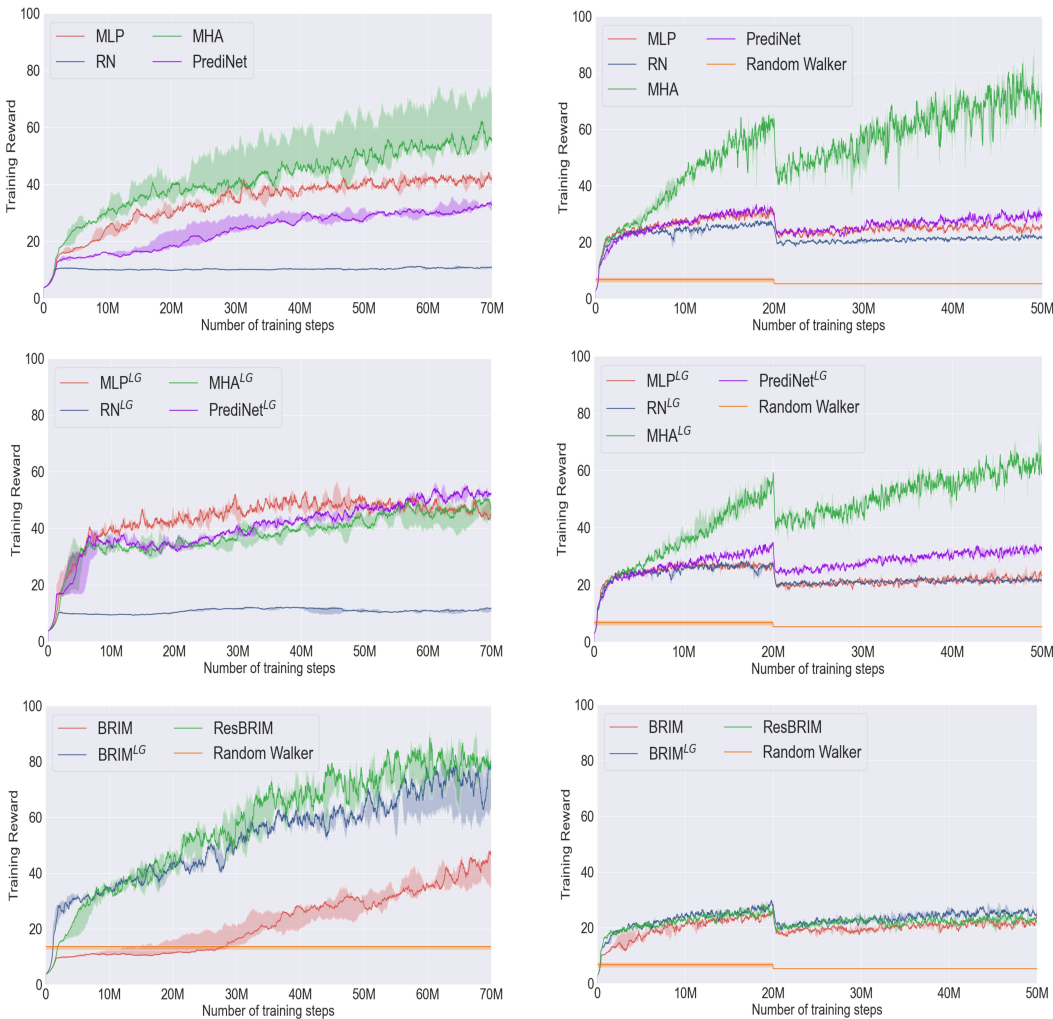 100
80
60
40
20
0
Training Reward
MLP
RN
MHA
PrediNet
10M 20M 30M 40M 50M 60M 70M
Number of training steps
100
80
60
40
20
0
Training Reward
MLP
RN
MHA
PrediNet
Random Walker
0 10M 20M 30M 40M 50M
Number of training steps
100
80
60
40
20
0
Training Reward
MLP^LG
RN^LG
MHA^LG
PrediNet^LG
0 10M 20M 30M 40M 50M 60M 70M
Number of training steps
100
80
60
40
20
0
Training Reward
MLP^LG
RN^LG
MHA^LG
PrediNet^LG
Random Walker
0 10M 20M 30M 40M 50M
Number of training steps
100
80
60
40
20
0
Training Reward
BRIM
BRIM^LG
ResBRIM
Random Walker
0 10M 20M 30M 40M 50M 60M 70M
Number of training steps
100
80
60
40
20
0
Training Reward
BRIM
BRIM^LG
ResBRIM
Random Walker
0 10M 20M 30M 40M 50M
Number of training steps